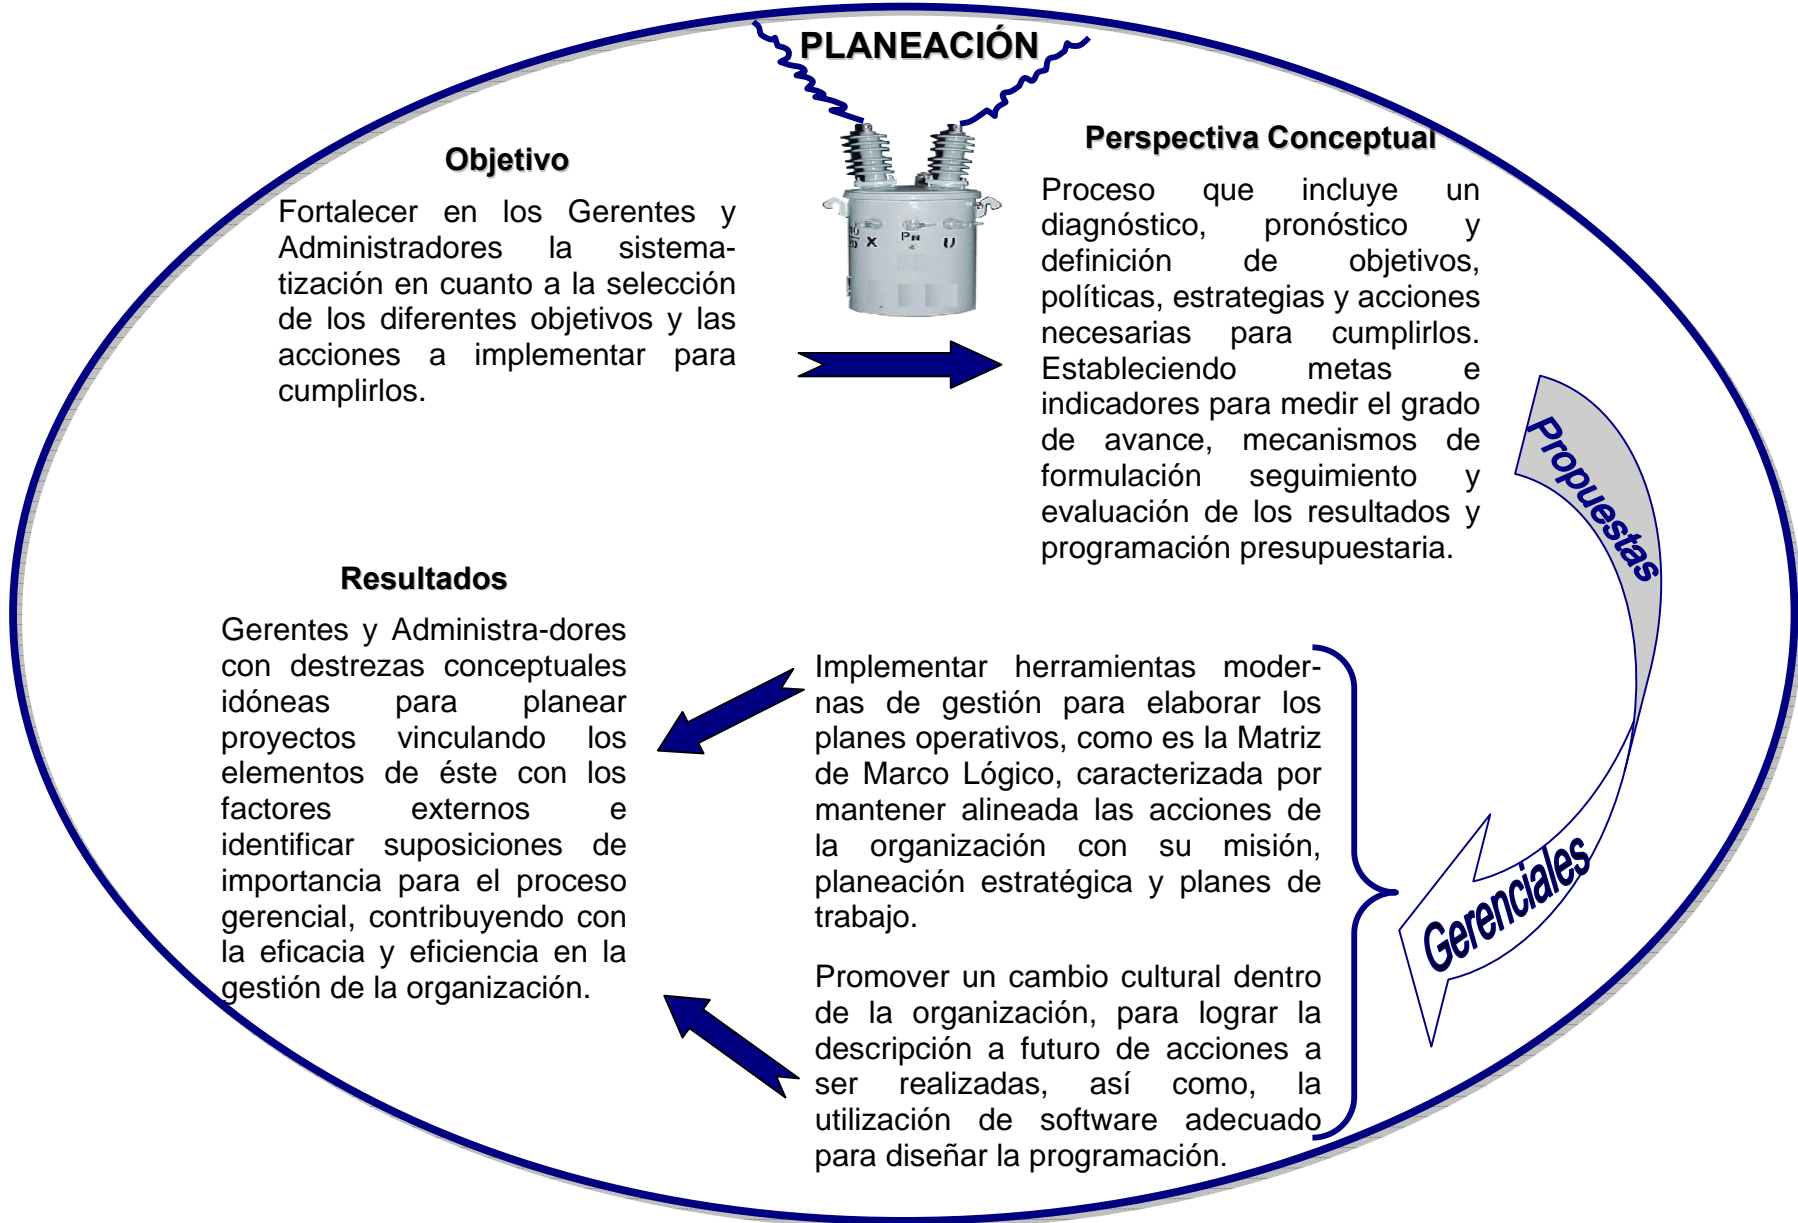 PLANEACIÓN
Objetivo
Fortalecer en los Gerentes y
Administradores la sistema-
tización en cuanto a la selección
de los diferentes objetivos y las
acciones a implementar para
cumplirlos.
Perspectiva Conceptual
Proceso que incluye un
diagnóstico, pronóstico y
definición de objetivos,
políticas, estrategias y acciones
necesarias para cumplirlos.
Estableciendo metas e
indicadores para medir el grado
de avance, mecanismos de
formulación seguimiento y
evaluación de los resultados y
programación presupuestaria.
Propuestas
Gerenciales
Implementar herramientas moder-
nas de gestión para elaborar los
planes operativos, como es la Matriz
de Marco Lógico, caracterizada por
mantener alineada las acciones de
la organización con su misión,
planeación estratégica y planes de
trabajo.
Promover un cambio cultural dentro
de la organización, para lograr la
descripción a futuro de acciones a
ser realizadas, así como, la
utilización de software adecuado
para diseñar la programación.
Resultados
Gerentes y Administra-dores
con destrezas conceptuales
idóneas para planear
proyectos vinculando los
elementos de éste con los
factores externos e
identificar suposiciones de
importancia para el proceso
gerencial, contribuyendo con
la eficacia y eficiencia en la
gestión de la organización.